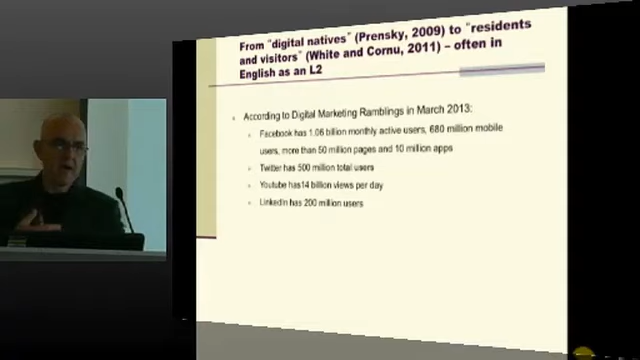 From "digital natives" (Prensky, 2009) to "residents
and visitors" (White and Cornu, 2011) – often in
English as an L2
According to Digital Marketing Ramblings in March 2013:
Facebook has 1.06 billion monthly active users, 680 million mobile
users, more than 50 million pages and 10 million apps
Twitter has 500 million total users
Youtube has14 billion views per day
LinkedIn has 200 million users